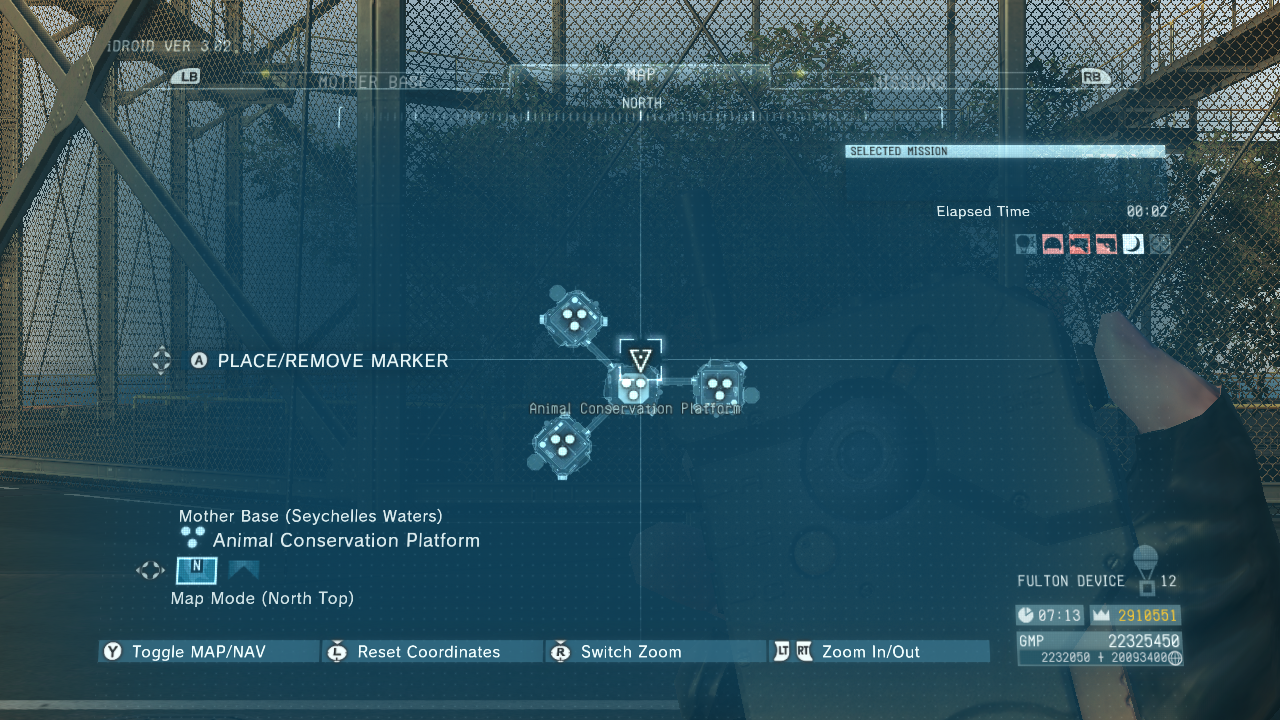 iDROID VER 3.02
LB
MOTHER BASE
MAP
MISSIONS
RB
NORTH
SELECTED MISSION
Elapsed Time 00:02
A PLACE/REMOVE MARKER
Animal Conservation Platform
Mother Base (Seychelles Waters)
Animal Conservation Platform
N
Map Mode (North Top)
FULTON DEVICE 12
07:13 2910551
GMP 22325450
2232050 + 20093400
Y Toggle MAP/NAV L Reset Coordinates R Switch Zoom LT RT Zoom In/Out